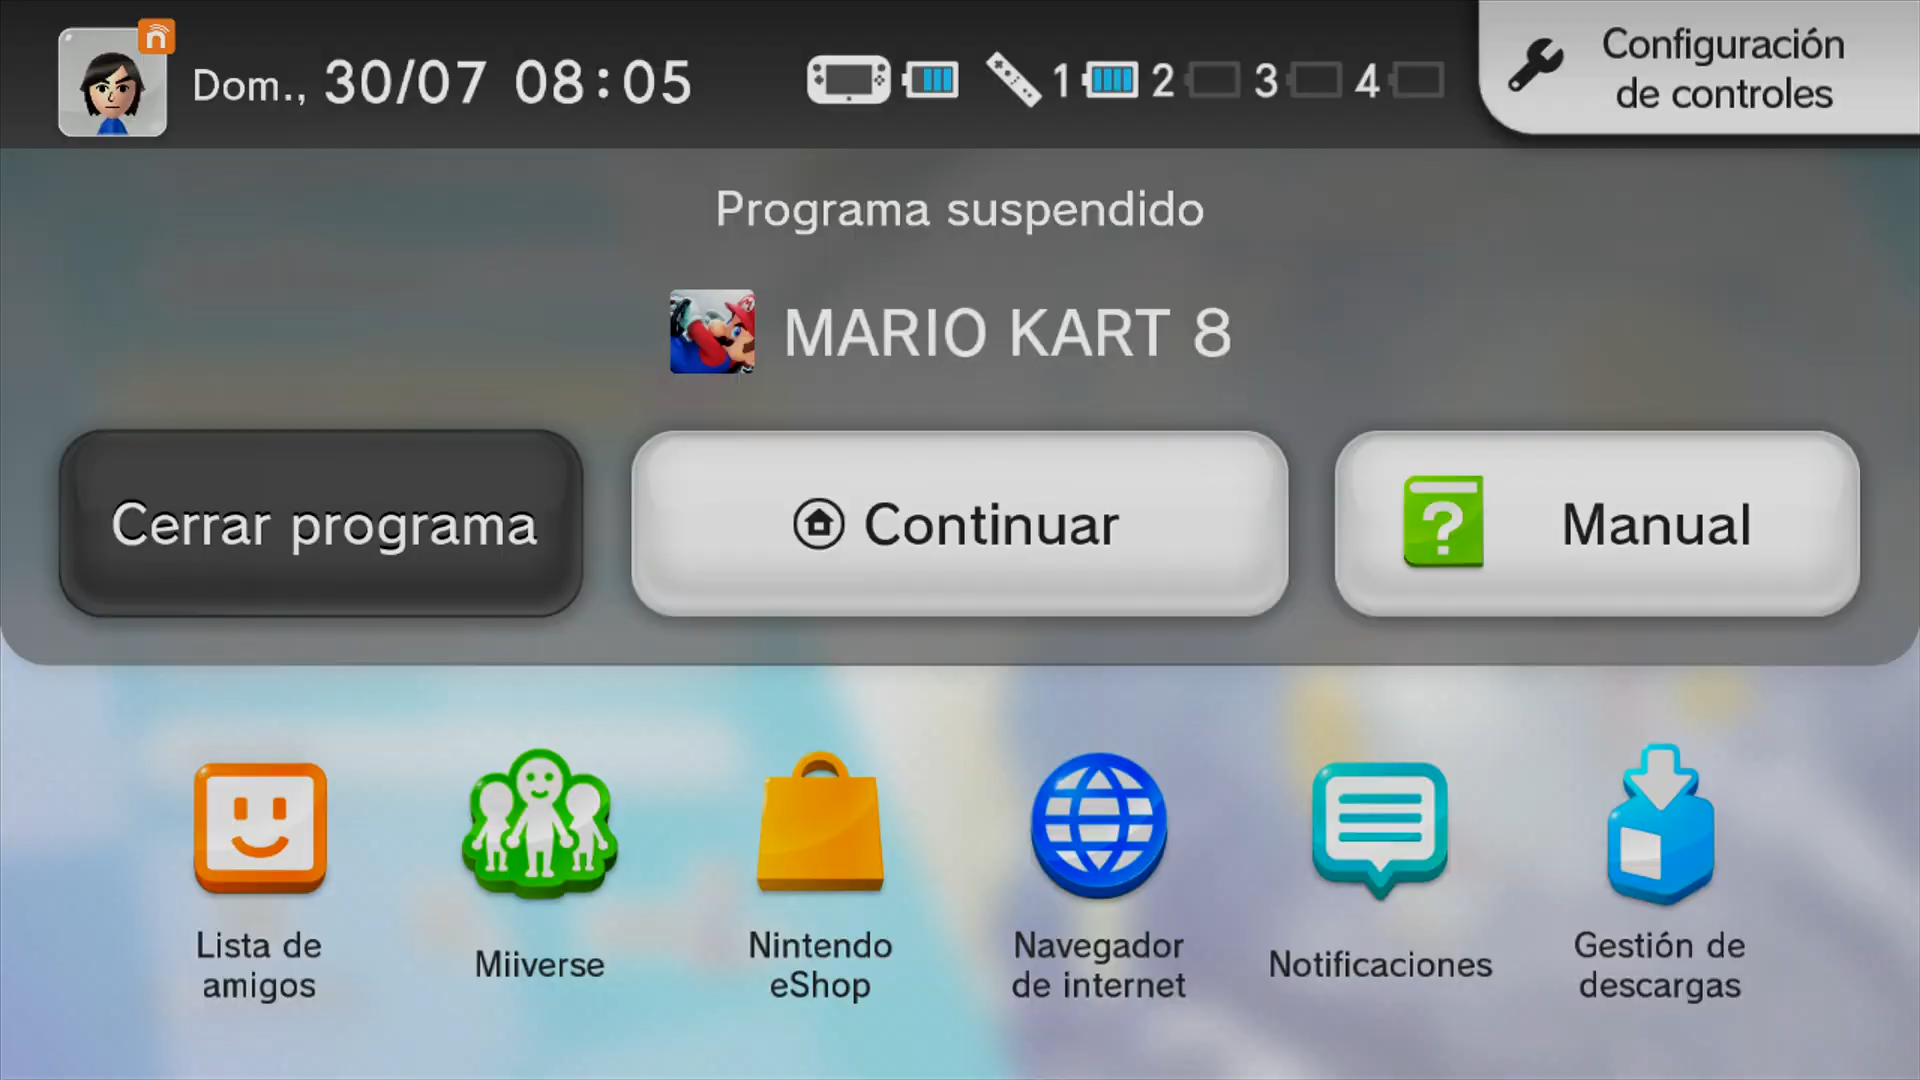 Dom., 30/07 08:05
1 2 3 4
Configuración
de controles
Programa suspendido
MARIO KART 8
Cerrar programa
Continuar
? Manual
Lista de
amigos
Miiverse
Nintendo
eShop
Navegador
de internet
Notificaciones
Gestión de
descargas